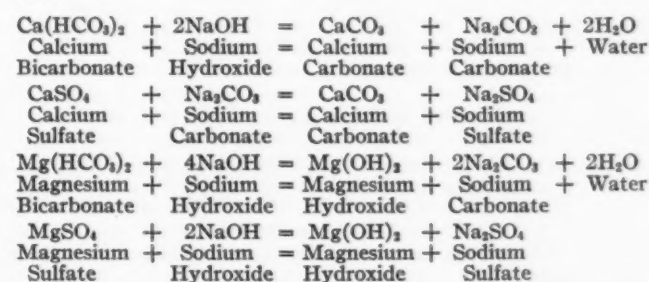 Ca(HCO₃)₂ + 2NaOH = CaCO₃ + Na₂CO₃ + 2H₂O
Calcium + Sodium = Calcium + Sodium + Water
Bicarbonate Hydroxide Carbonate Carbonate
CaSO₄ + Na₂CO₃ = CaCO₃ + Na₂SO₄
Calcium + Sodium = Calcium + Sodium
Sulfate Carbonate Carbonate Sulfate
Mg(HCO₃)₂ + 4NaOH = Mg(OH)₂ + 2Na₂CO₃ + 2H₂O
Magnesium + Sodium = Magnesium + Sodium + Water
Bicarbonate Hydroxide Hydroxide Carbonate
MgSO₄ + 2NaOH = Mg(OH)₂ + Na₂SO₄
Magnesium + Sodium = Magnesium + Sodium
Sulfate Hydroxide Hydroxide Sulfate